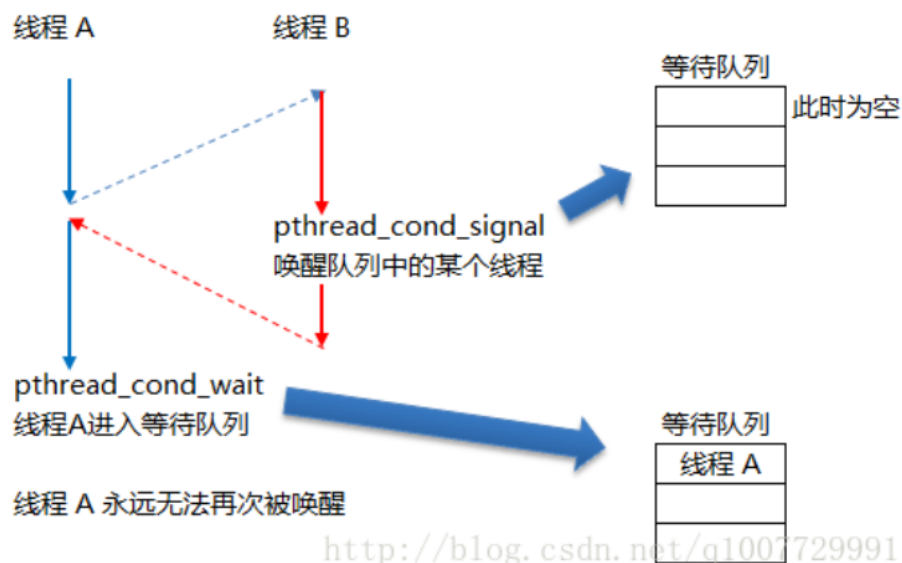 线程 A
线程 B
等待队列
此时为空
pthread_cond_signal
唤醒队列中的某个线程
pthread_cond_wait
线程A进入等待队列
等待队列
线程 A
线程 A 永远无法再次被唤醒
http://blog.csdn.net/q1007729991